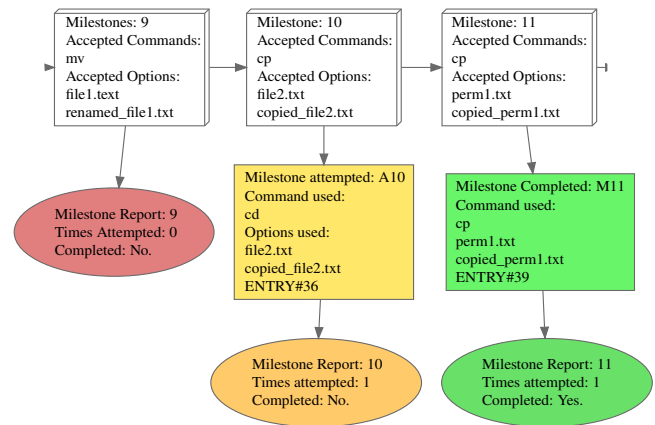 Milestones: 9
Accepted Commands:
mv
Accepted Options:
file1.text
renamed_file1.txt
Milestone: 10
Accepted Commands:
cp
Accepted Options:
file2.txt
copied_file2.txt
Milestone: 11
Accepted Commands:
cp
Accepted Options:
perm1.txt
copied_perm1.txt
Milestone Report: 9
Times Attempted: 0
Completed: No.
Milestone attempted: A10
Command used:
cd
Options used:
file2.txt
copied_file2.txt
ENTRY#36
Milestone Completed: M11
Command used:
cp
perm1.txt
copied_perm1.txt
ENTRY#39
Milestone Report: 10
Times attempted: 1
Completed: No.
Milestone Report: 11
Times attempted: 1
Completed: Yes.